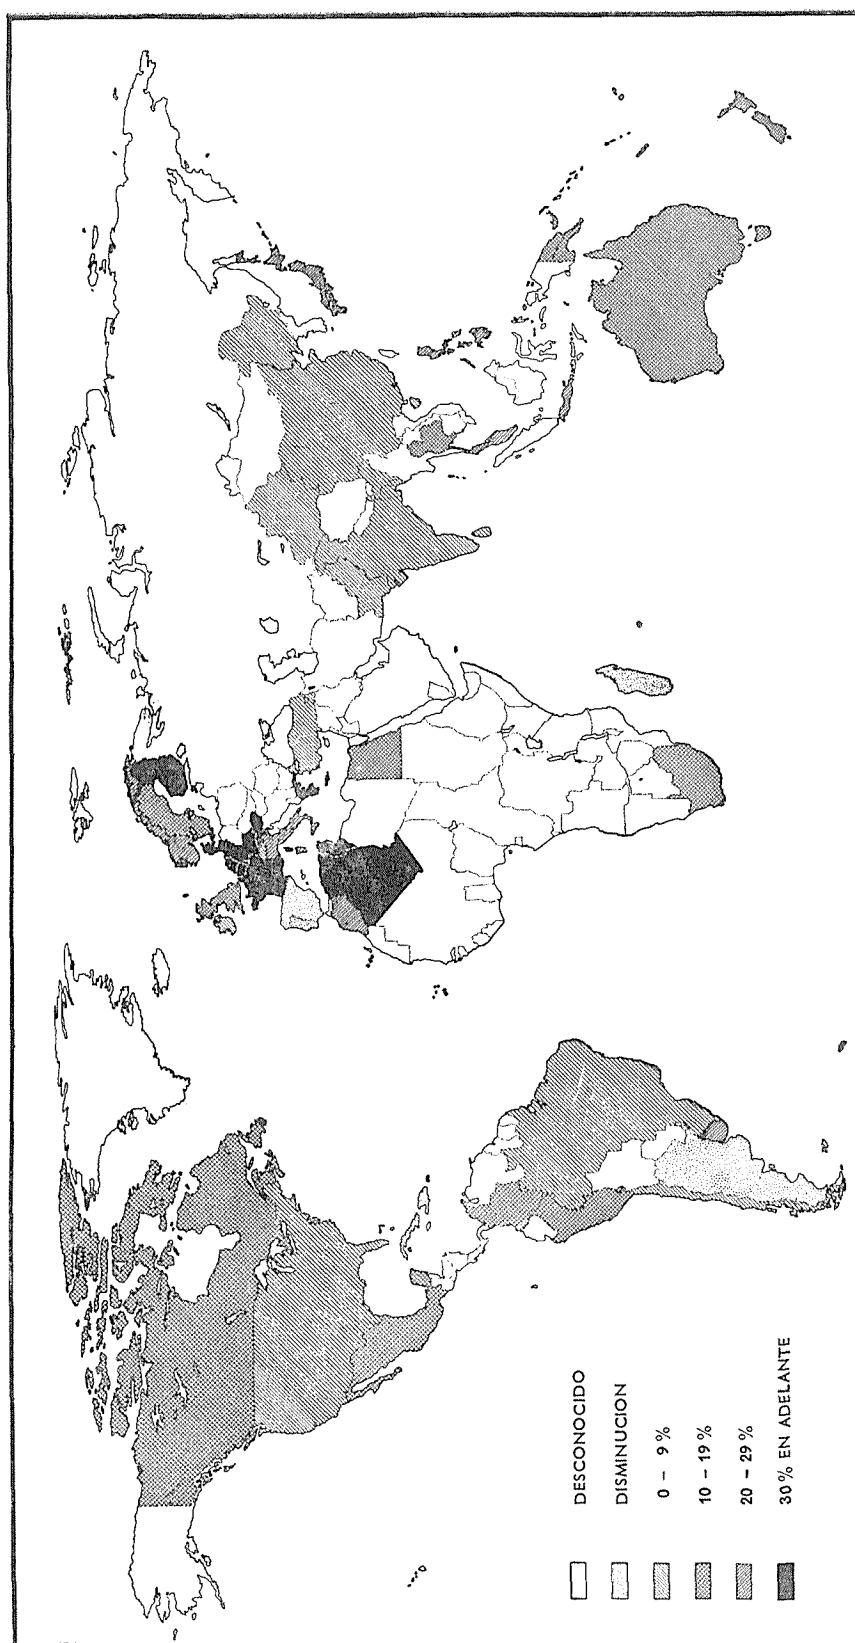 DESCONOCIDO
DISMINUCION
0 – 9 %
10 – 19 %
20 – 29 %
30 % EN ADELANTE